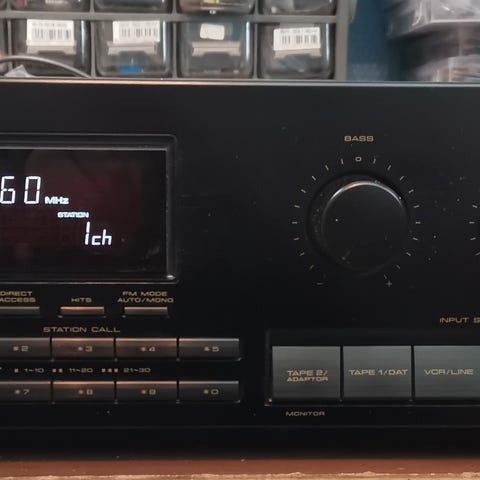 60 MHz
STATION
1ch
BASS
- +
DIRECT ACCESS
HITS
FM MODE AUTO/MONO
STATION CALL
2
3
4
5
1~10 11~20 21~30
7
8
9
0
INPUT S
TAPE 2/ ADAPTOR
TAPE 1/DAT
VCR/LINE
MONITOR